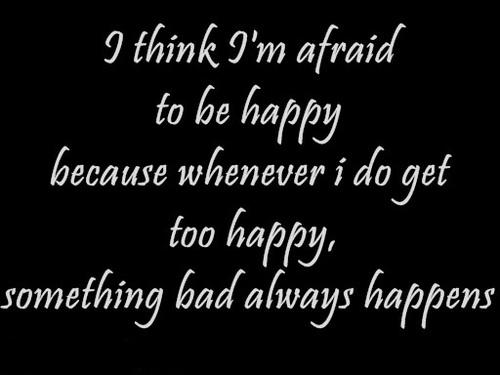 I think I'm afraid
to be happy
because whenever i do get
too happy,
something bad always happens